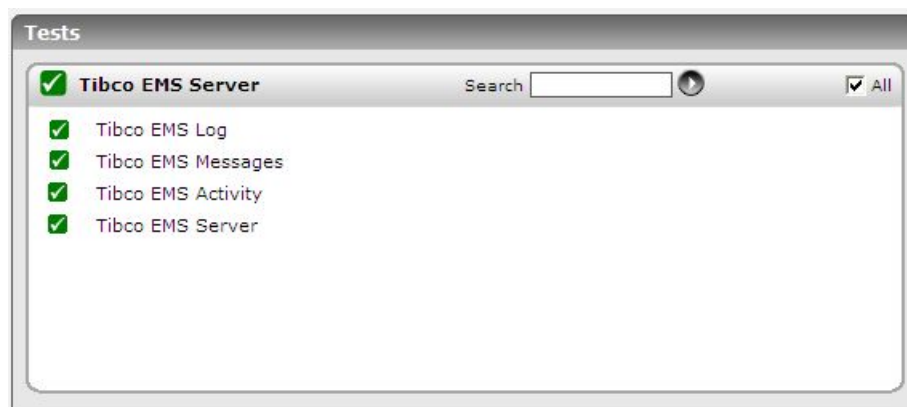 Tests
Tibco EMS Server Search All
Tibco EMS Log
Tibco EMS Messages
Tibco EMS Activity
Tibco EMS Server